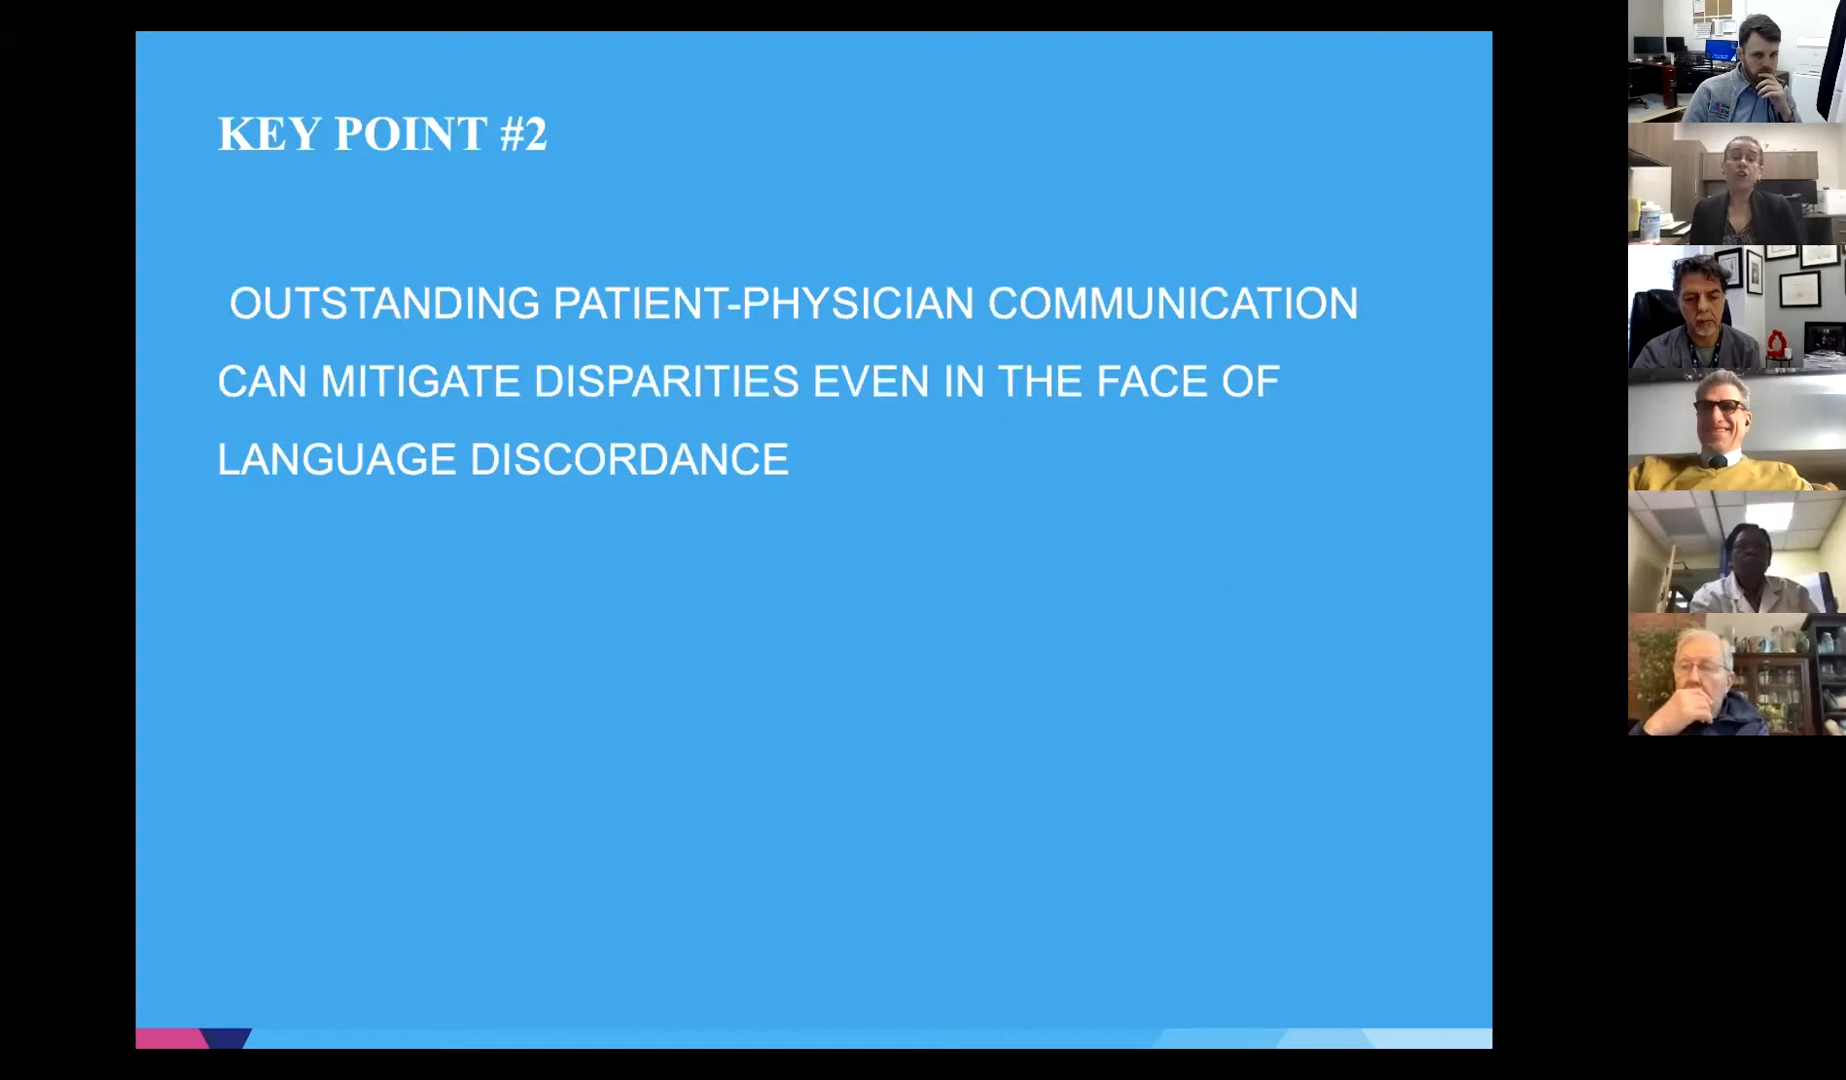 KEY POINT #2
OUTSTANDING PATIENT-PHYSICIAN COMMUNICATION
CAN MITIGATE DISPARITIES EVEN IN THE FACE OF
LANGUAGE DISCORDANCE